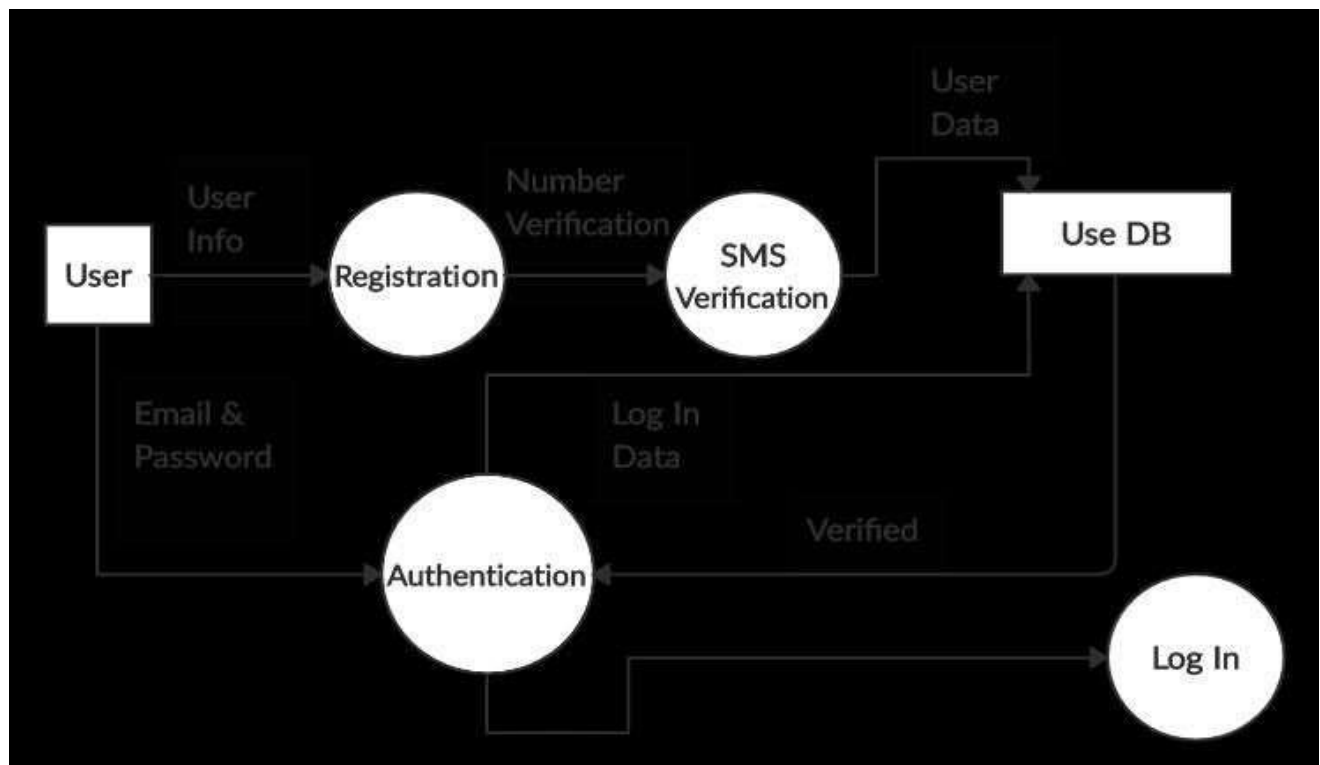 User
Data
Number
Verification
User
Info
Use DB
User
Registration
SMS
Verification
Email &
Password
Log In
Data
Verified
Authentication
Log In